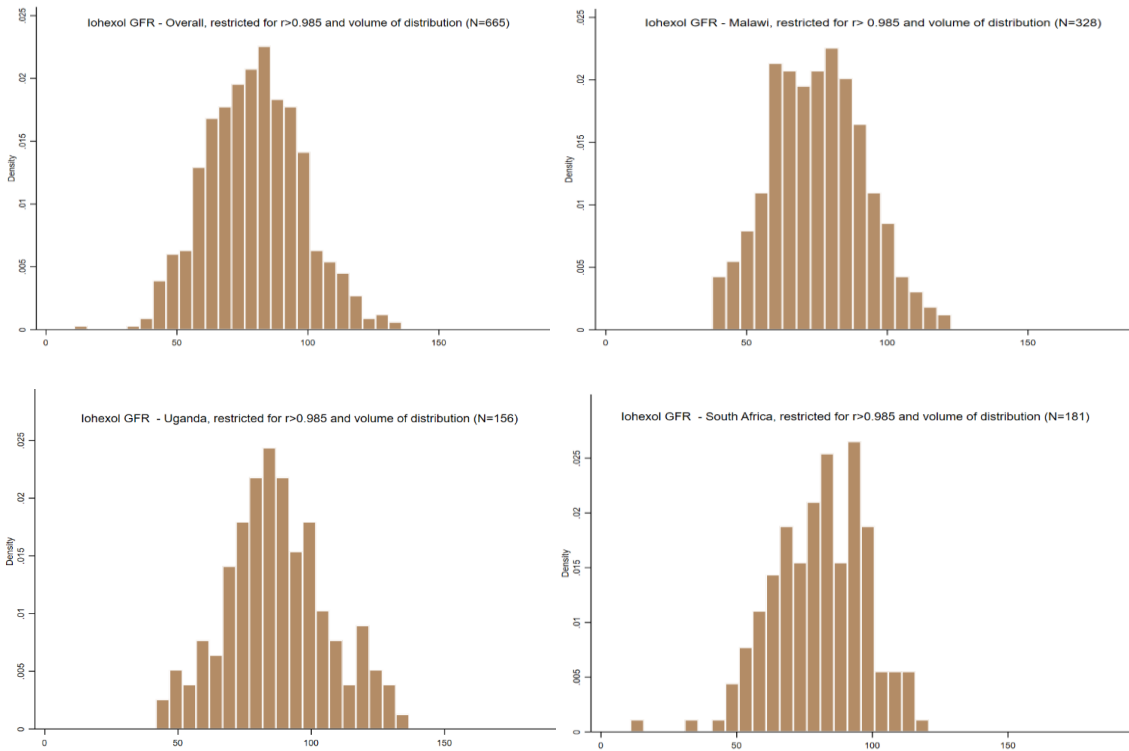 Iohexol GFR - Overall, restricted for r>0.985 and volume of distribution (N=665)
Density
.025
.02
.015
.01
.005
0
0 50 100 150
Iohexol GFR - Malawi, restricted for r> 0.985 and volume of distribution (N=328)
Density
.025
.02
.015
.01
.005
0
0 50 100 150
Iohexol GFR - Uganda, restricted for r>0.985 and volume of distribution (N=156)
Density
.025
.02
.015
.01
.005
0
0 50 100 150
Iohexol GFR - South Africa, restricted for r>0.985 and volume of distribution (N=181)
Density
.025
.02
.015
.01
.005
0
0 50 100 150